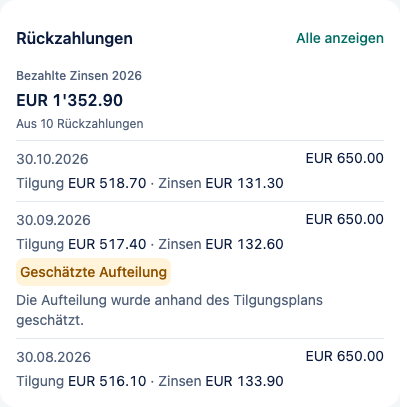 Rückzahlungen Alle anzeigen
Bezahlte Zinsen 2026
EUR 1'352.90
Aus 10 Rückzahlungen
30.10.2026 EUR 650.00
Tilgung EUR 518.70 · Zinsen EUR 131.30
30.09.2026 EUR 650.00
Tilgung EUR 517.40 · Zinsen EUR 132.60
Geschätzte Aufteilung
Die Aufteilung wurde anhand des Tilgungsplans
geschätzt.
30.08.2026 EUR 650.00
Tilgung EUR 516.10 · Zinsen EUR 133.90